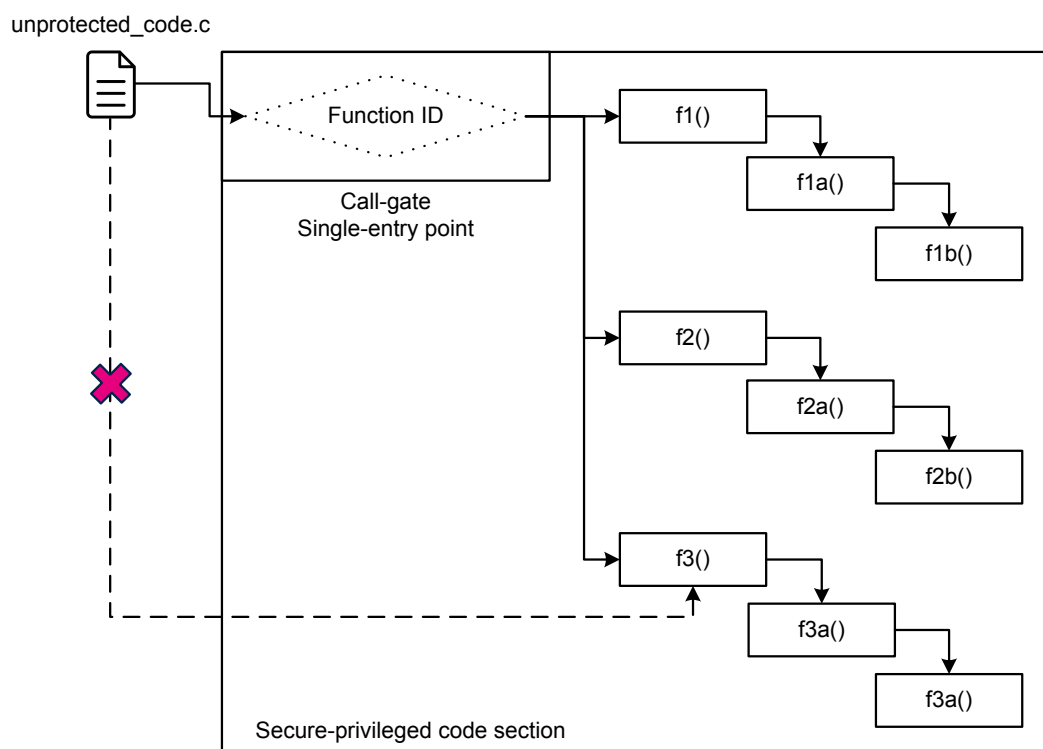 unprotected_code.c
Function ID
Call-gate
Single-entry point
f1()
f1a()
f1b()
f2()
f2a()
f2b()
f3()
f3a()
f3a()
Secure-privileged code section